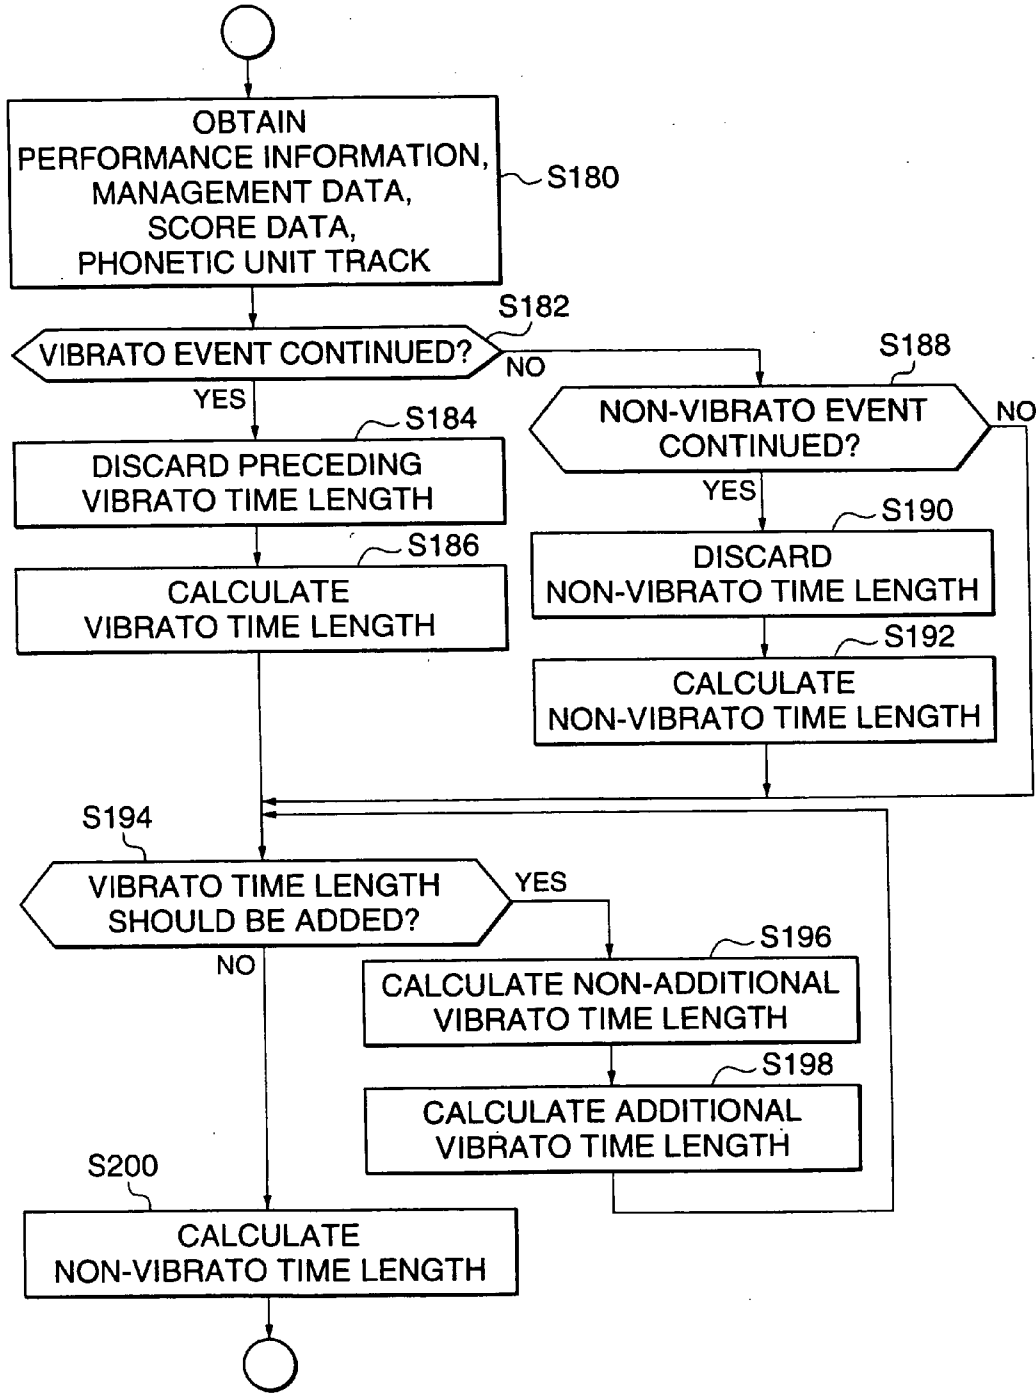 OBTAIN
PERFORMANCE INFORMATION,
MANAGEMENT DATA,
SCORE DATA,
PHONETIC UNIT TRACK
S180
S182
VIBRATO EVENT CONTINUED?
NO
YES
S188
NON-VIBRATO EVENT
CONTINUED?
NO
YES
S184
DISCARD PRECEDING
VIBRATO TIME LENGTH
S186
CALCULATE
VIBRATO TIME LENGTH
S190
DISCARD
NON-VIBRATO TIME LENGTH
S192
CALCULATE
NON-VIBRATO TIME LENGTH
S194
VIBRATO TIME LENGTH
SHOULD BE ADDED?
YES
NO
S196
CALCULATE NON-ADDITIONAL
VIBRATO TIME LENGTH
S198
CALCULATE ADDITIONAL
VIBRATO TIME LENGTH
S200
CALCULATE
NON-VIBRATO TIME LENGTH